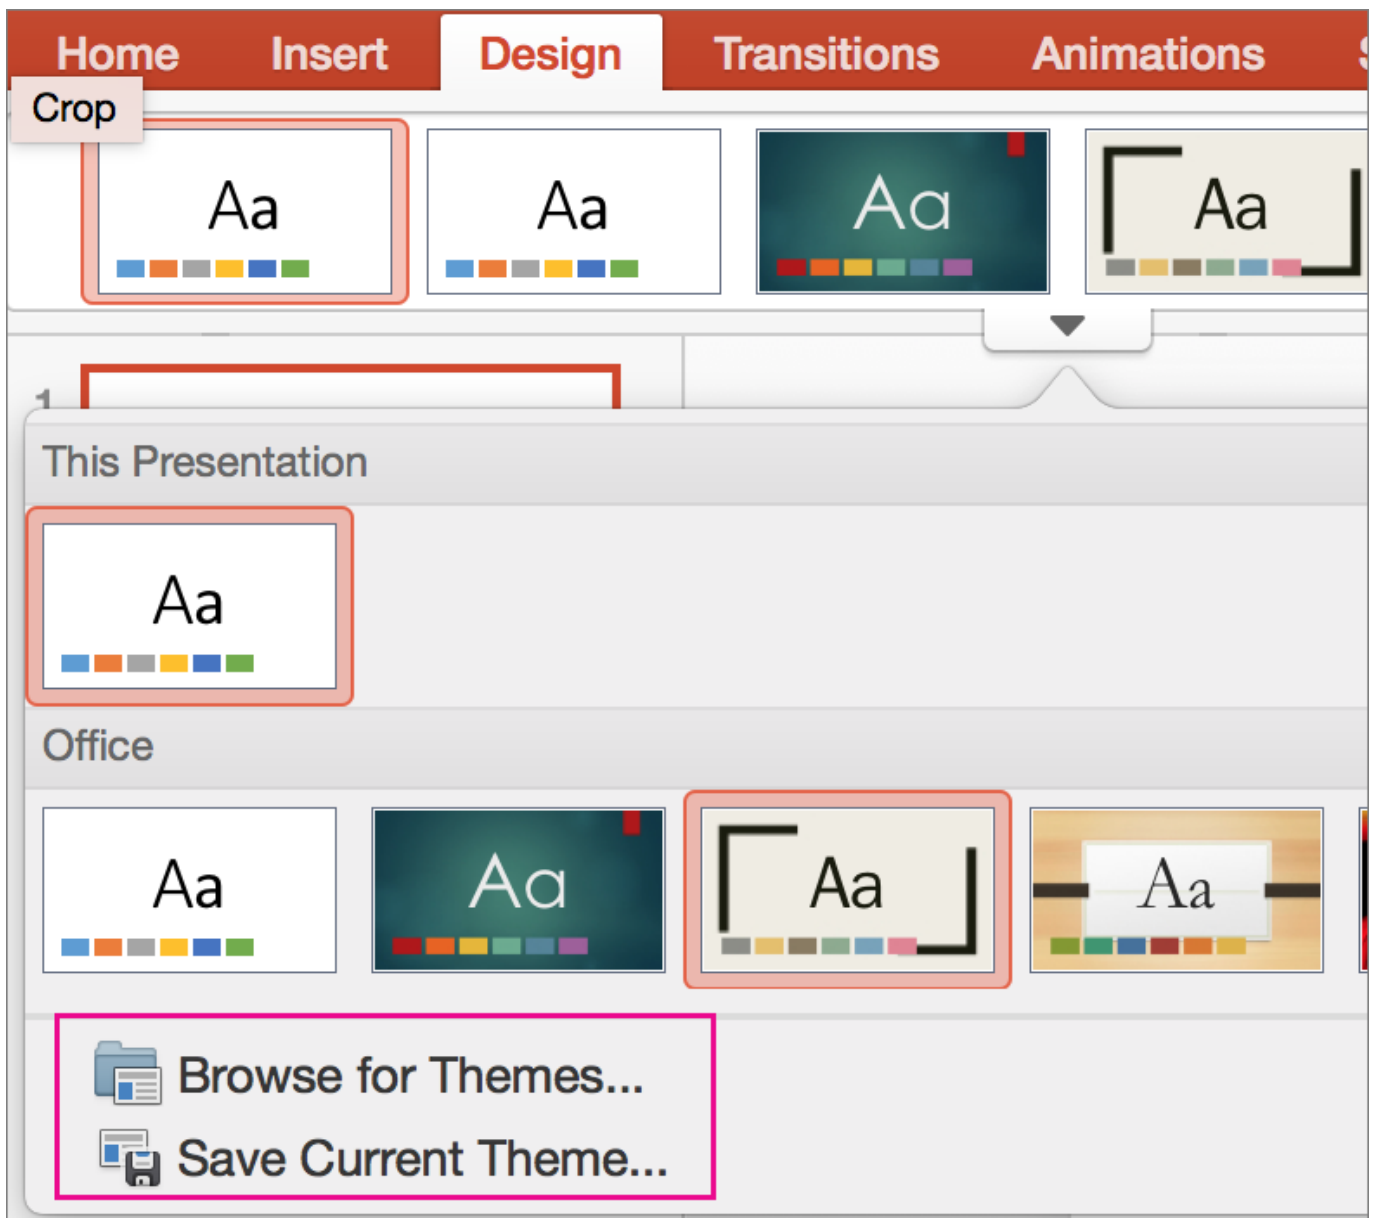 Home Insert Design Transitions Animations
Crop
Aa Aa Aa Aa
1
This Presentation
Aa
Office
Aa Aa Aa Aa
Browse for Themes...
Save Current Theme...